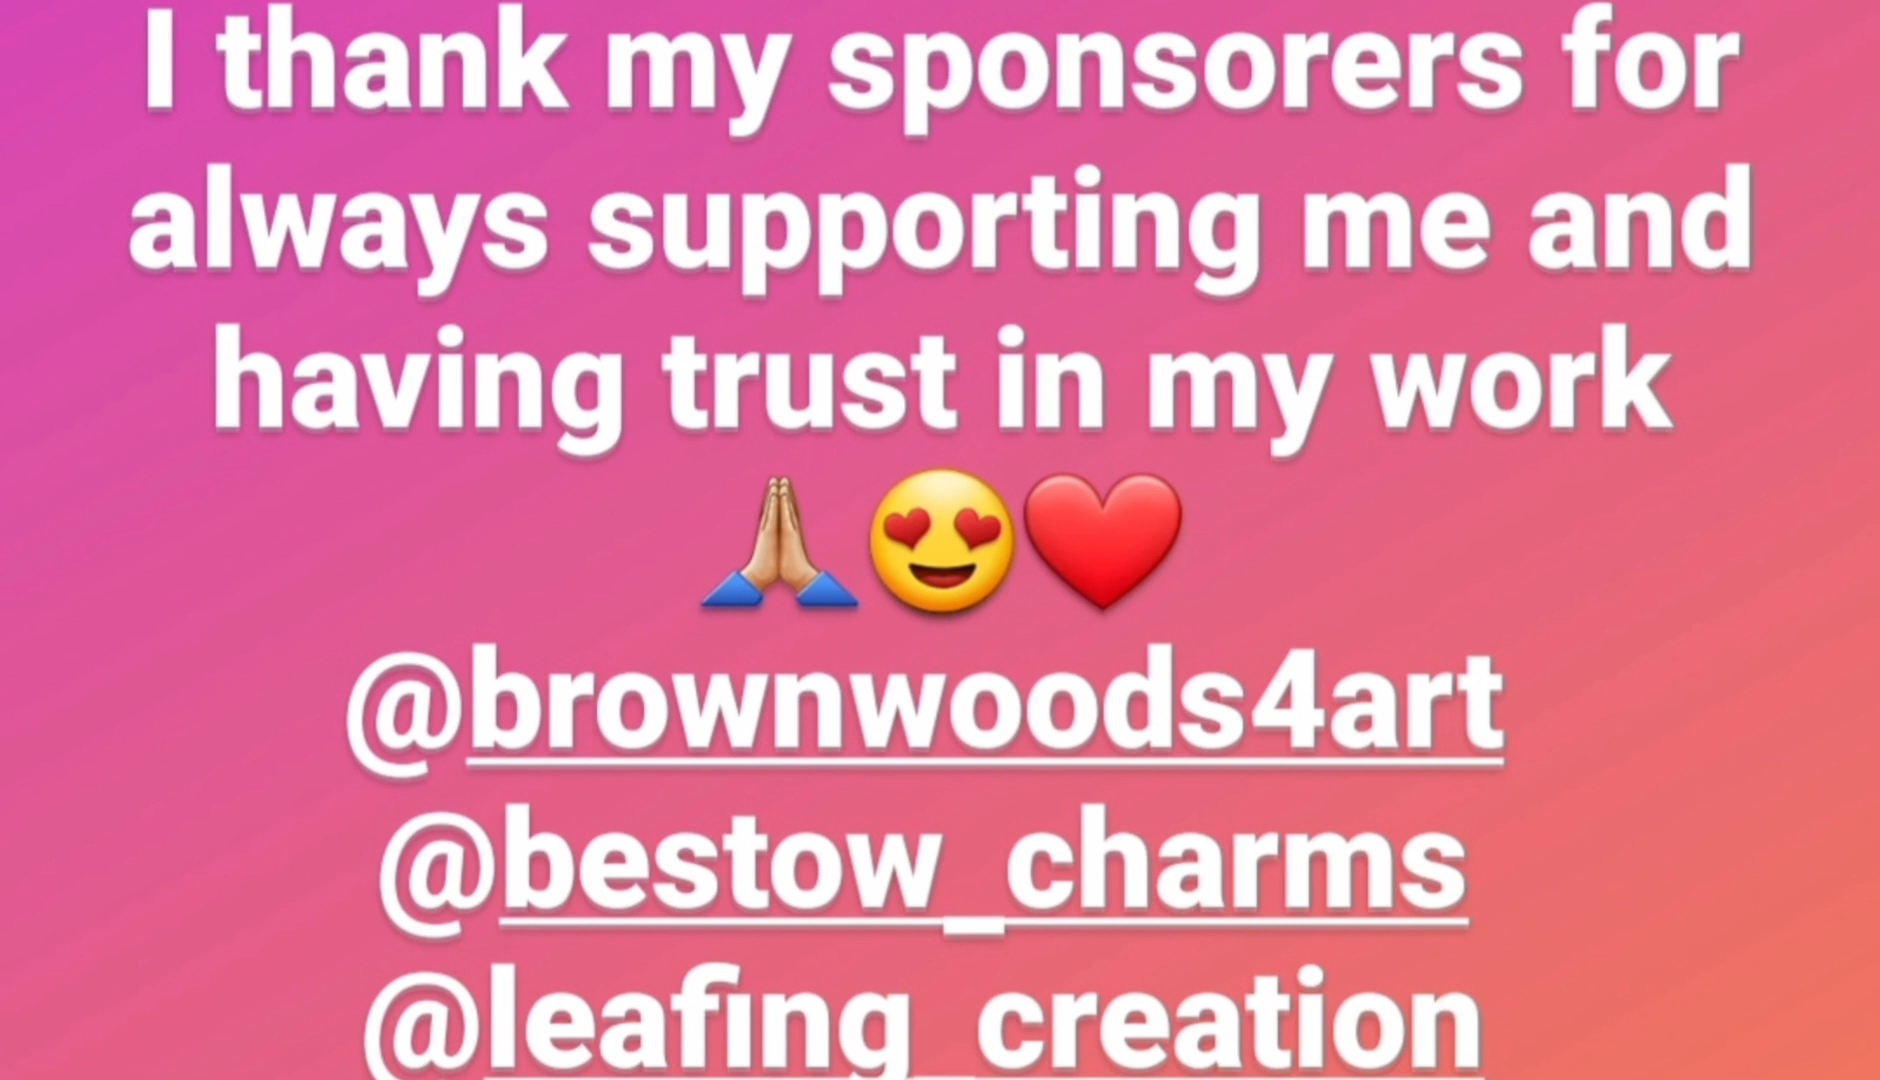 I thank my sponsorers for
always supporting me and
having trust in my work
🙏🏼😍❤️
@brownwoods4art
@bestow_charms
@leafing_creation